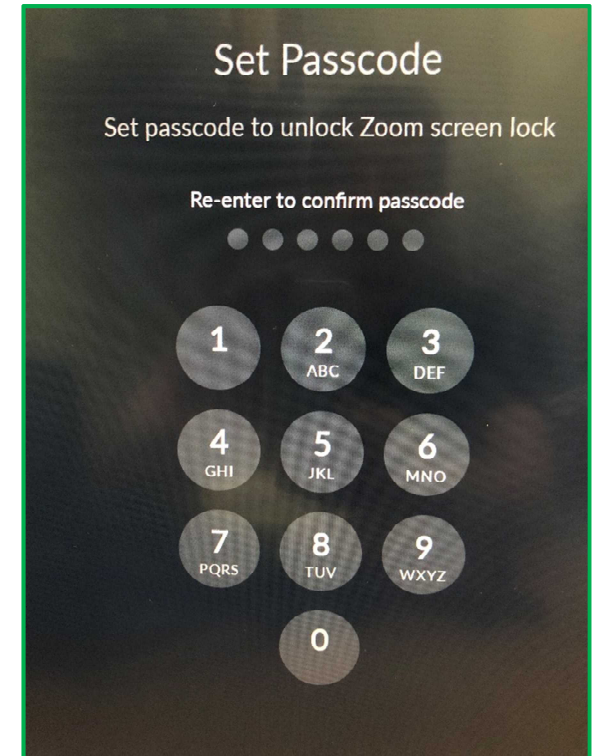 Set Passcode
Set passcode to unlock Zoom screen lock
Re-enter to confirm passcode
1 2 3
ABC DEF
4 5 6
GHI JKL MNO
7 8 9
PQRS TUV WXYZ
0